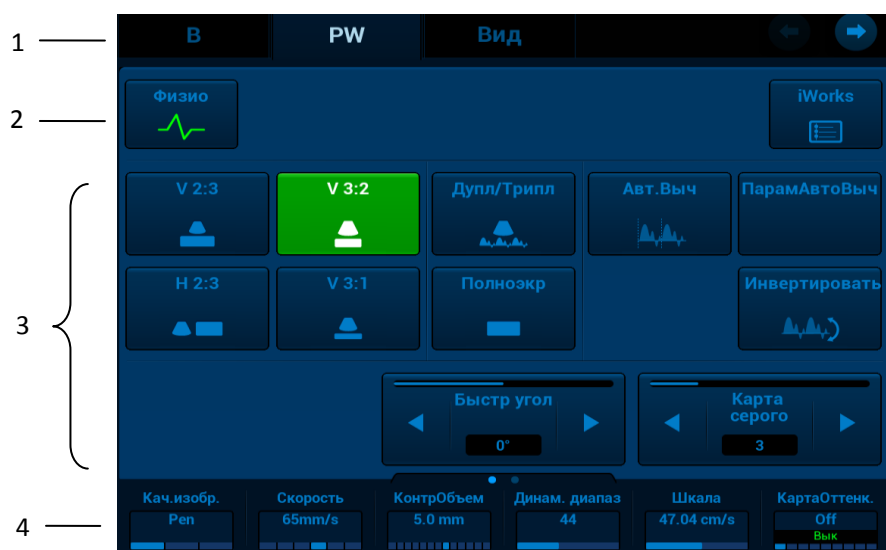 1
B
PW
Вид
2
Физио
iWorks
3
V 2:3
V 3:2
Дупл/Трипл
Авт.Выч
ПарамАвтоВыч
H 2:3
V 3:1
Полноэкр
Инвертировать
Быстр угол
0°
Карта
серого
3
4
Кач.изобр.
Скорость
КонтрОбъем
Динам. диапаз
Шкала
КартаОттенк.
Pen
65mm/s
5.0 mm
44
47.04 cm/s
Off
Вык